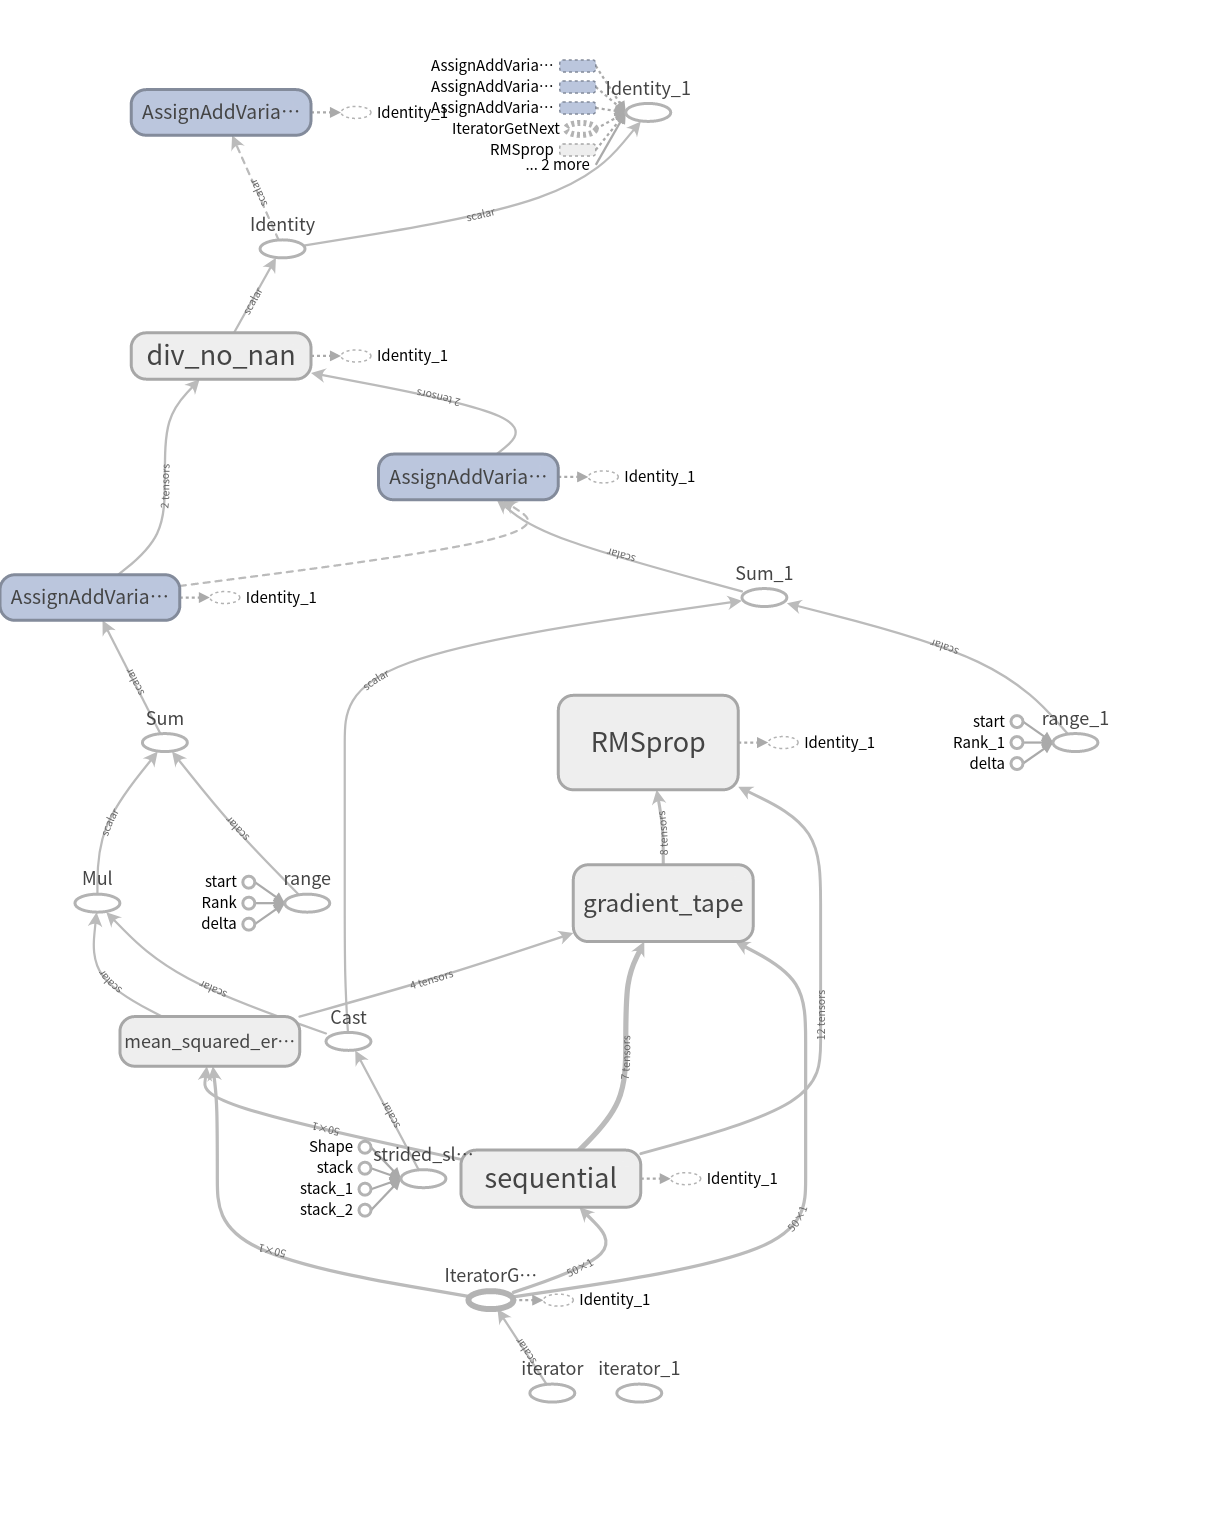 AssignAddVaria…
AssignAddVaria…
Identity_1
AssignAddVaria…
Identity_1
AssignAddVaria…
IteratorGetNext
RMSprop
... 2 more
scalar
scalar
Identity
scalar
div_no_nan
Identity_1
2 tensors
AssignAddVaria…
Identity_1
2 tensors
scalar
Sum_1
AssignAddVaria…
Identity_1
scalar
scalar
scalar
Sum
RMSprop
Identity_1
start
range_1
Rank_1
delta
scalar
scalar
8 tensors
Mul
start
range
Rank
delta
gradient_tape
scalar
scalar
4 tensors
12 tensors
Cast
mean_squared_er…
7 tensors
scalar
50×1
Shape
strided_sl…
stack
stack_1
stack_2
sequential
Identity_1
50×1
50×1
50×1
IteratorG…
Identity_1
scalar
iterator
iterator_1